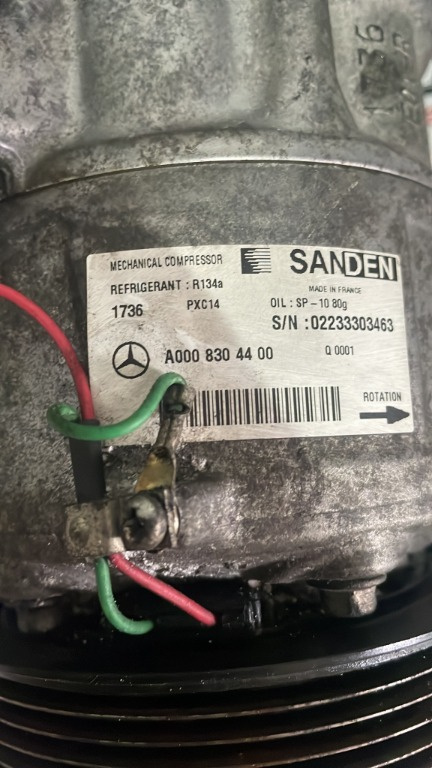 1736
MECHANICAL COMPRESSOR
SANDEN
REFRIGERANT : R134a
MADE IN FRANCE
1736
PXC14
OIL : SP-10 80g
S/N : 02233303463
A000 830 44 00
Q 0001
ROTATION